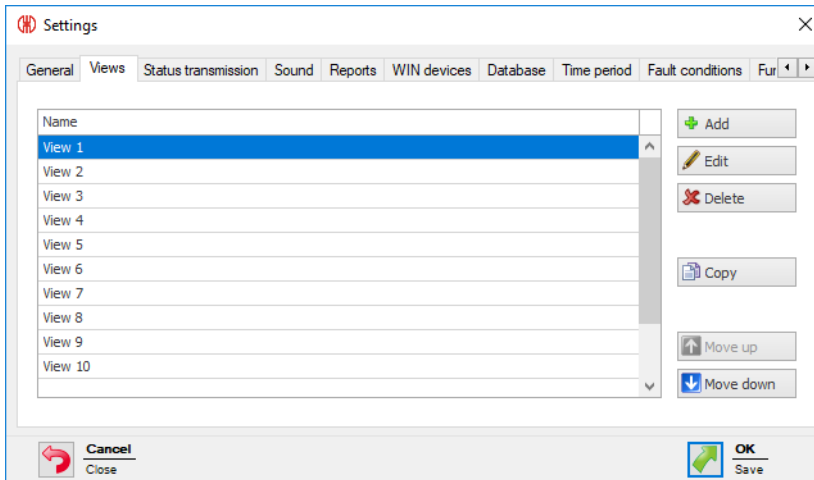 Settings
General Views Status transmission Sound Reports WIN devices Database Time period Fault conditions Fur
Name
Add
View 1
Edit
View 2
Delete
View 3
View 4
View 5
View 6
Copy
View 7
View 8
View 9
Move up
View 10
Move down
Cancel
Close
OK
Save